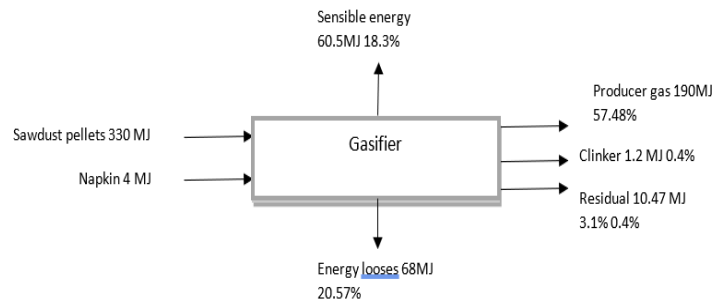 Sensible energy
60.5MJ 18.3%
Producer gas 190MJ
57.48%
Sawdust pellets 330 MJ
Gasifier
Clinker 1.2 MJ 0.4%
Napkin 4 MJ
Residual 10.47 MJ
3.1% 0.4%
Energy looses 68MJ
20.57%